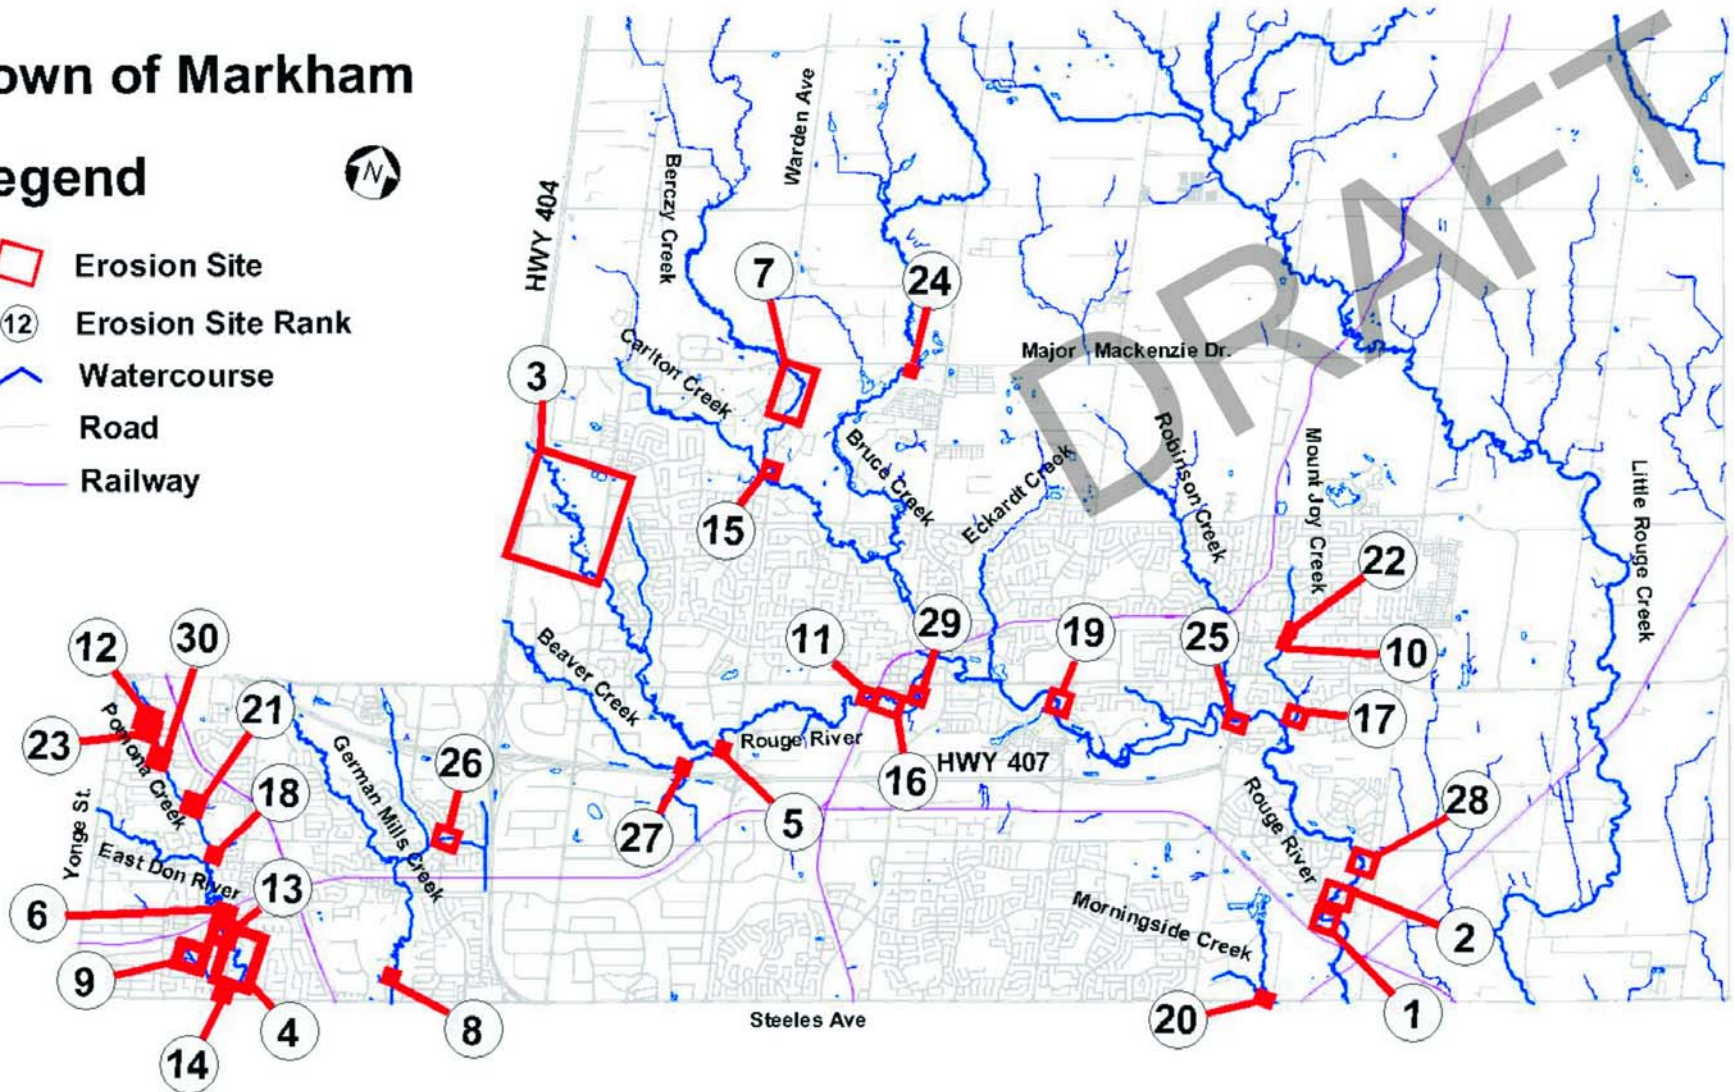 own of Markham
egend
N
Erosion Site
12
Erosion Site Rank
Watercourse
Road
Railway
DRAFT
HWY 404
Berczy Creek
Warden Ave
7
24
3
Carlton Creek
Major Mackenzie Dr.
15
Bruce Creek
Eckardt Creek
Robinson Creek
Mount Joy Creek
Little Rouge Creek
22
12
30
11
29
19
25
10
Beaver Creek
23
Pomona Creek
21
German Mills Creek
26
Rouge River
16
HWY 407
17
Yonge St.
18
27
5
Rouge River
28
East Don River
6
13
9
Morningside Creek
2
14
4
8
Steeles Ave
20
1